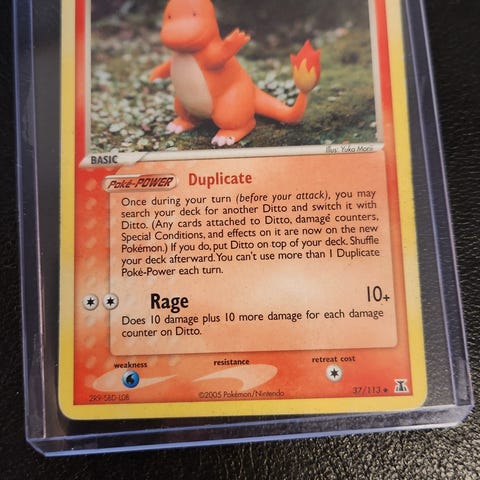 Illus. Yuka Morii
BASIC
Poké-POWER Duplicate
Once during your turn (before your attack), you may
search your deck for another Ditto and switch it with
Ditto. (Any cards attached to Ditto, damage counters,
Special Conditions, and effects on it are now on the new
Pokémon.) If you do, put Ditto on top of your deck. Shuffle
your deck afterward. You can't use more than 1 Duplicate
Poké-Power each turn.
Rage 10+
Does 10 damage plus 10 more damage for each damage
counter on Ditto.
weakness resistance retreat cost
2R9-SBD-L08 ©2005 Pokémon/Nintendo 37/113